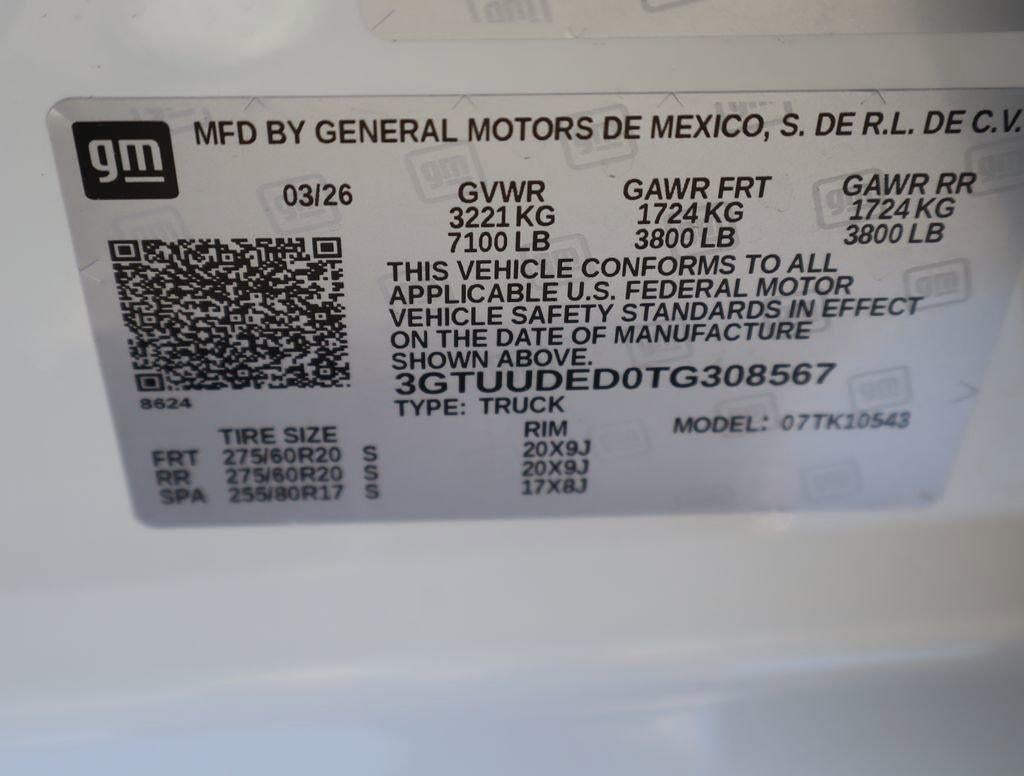 gm
MFD BY GENERAL MOTORS DE MEXICO, S. DE R.L. DE C.V.
03/26 GVWR GAWR FRT GAWR RR
3221 KG 1724 KG 1724 KG
7100 LB 3800 LB 3800 LB
THIS VEHICLE CONFORMS TO ALL
APPLICABLE U.S. FEDERAL MOTOR
VEHICLE SAFETY STANDARDS IN EFFECT
ON THE DATE OF MANUFACTURE
SHOWN ABOVE.
3GTUUDED0TG308567
8624
TYPE: TRUCK
MODEL: 07TK10543
TIRE SIZE RIM
FRT 275/60R20 S 20X9J
RR 275/60R20 S 20X9J
SPA 255/80R17 S 17X8J